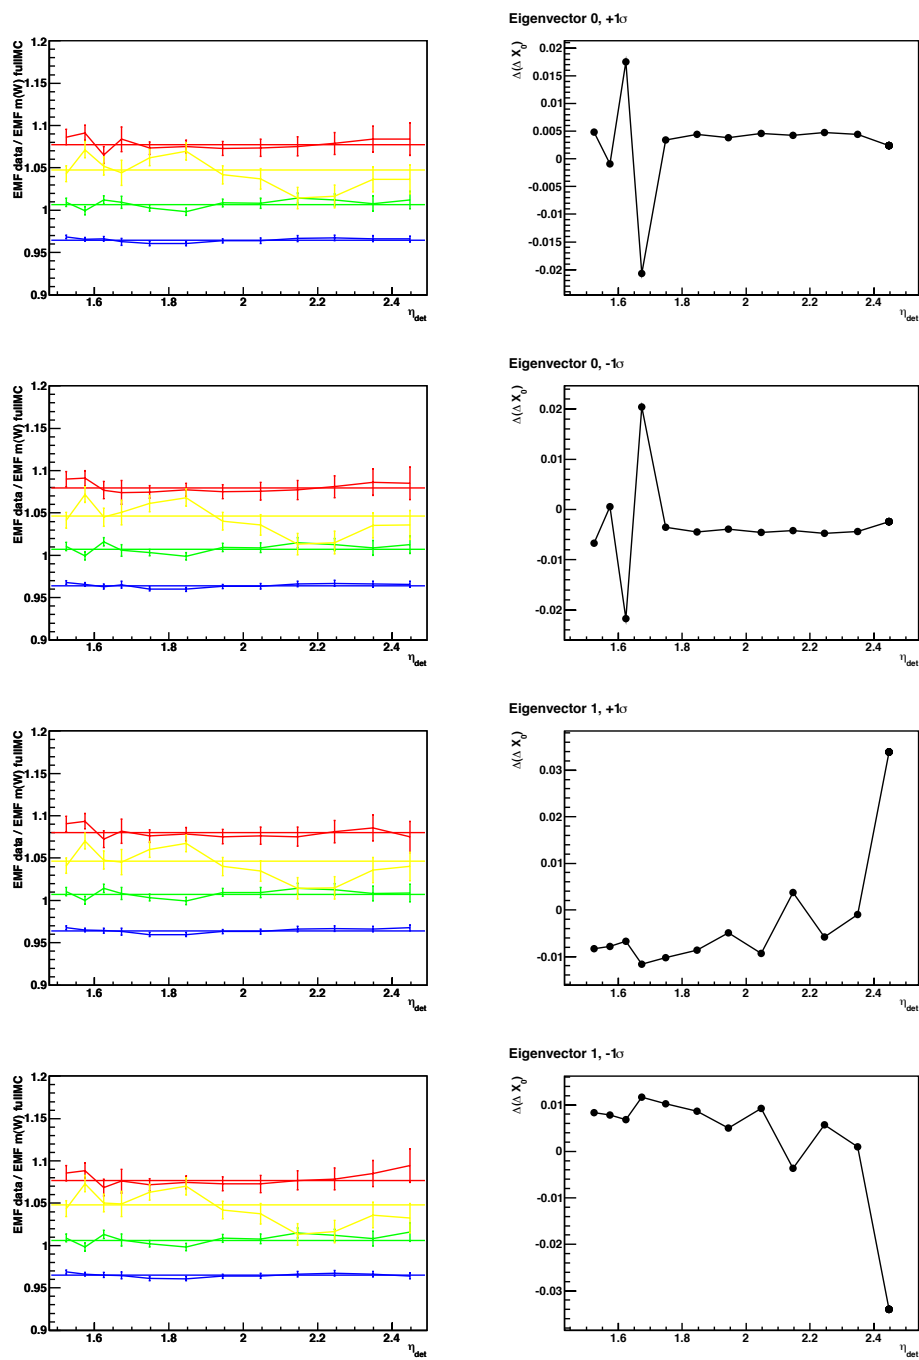 Eigenvector 0, +1σ
EMF data / EMF m(W) fullMC
1.2
1.15
1.1
1.05
1
0.95
0.9
1.6 1.8 2 2.2 2.4
η_det
Δ(Δ X_0)
0.02
0.015
0.01
0.005
0
-0.005
-0.01
-0.015
-0.02
1.6 1.8 2 2.2 2.4
η_det
Eigenvector 0, -1σ
EMF data / EMF m(W) fullMC
1.2
1.15
1.1
1.05
1
0.95
0.9
1.6 1.8 2 2.2 2.4
η_det
Δ(Δ X_0)
0.02
0.01
0
-0.01
-0.02
1.6 1.8 2 2.2 2.4
η_det
Eigenvector 1, +1σ
EMF data / EMF m(W) fullMC
1.2
1.15
1.1
1.05
1
0.95
0.9
1.6 1.8 2 2.2 2.4
η_det
Δ(Δ X_0)
0.03
0.02
0.01
0
-0.01
1.6 1.8 2 2.2 2.4
η_det
Eigenvector 1, -1σ
EMF data / EMF m(W) fullMC
1.2
1.15
1.1
1.05
1
0.95
0.9
1.6 1.8 2 2.2 2.4
η_det
Δ(Δ X_0)
0.01
0
-0.01
-0.02
-0.03
1.6 1.8 2 2.2 2.4
η_det